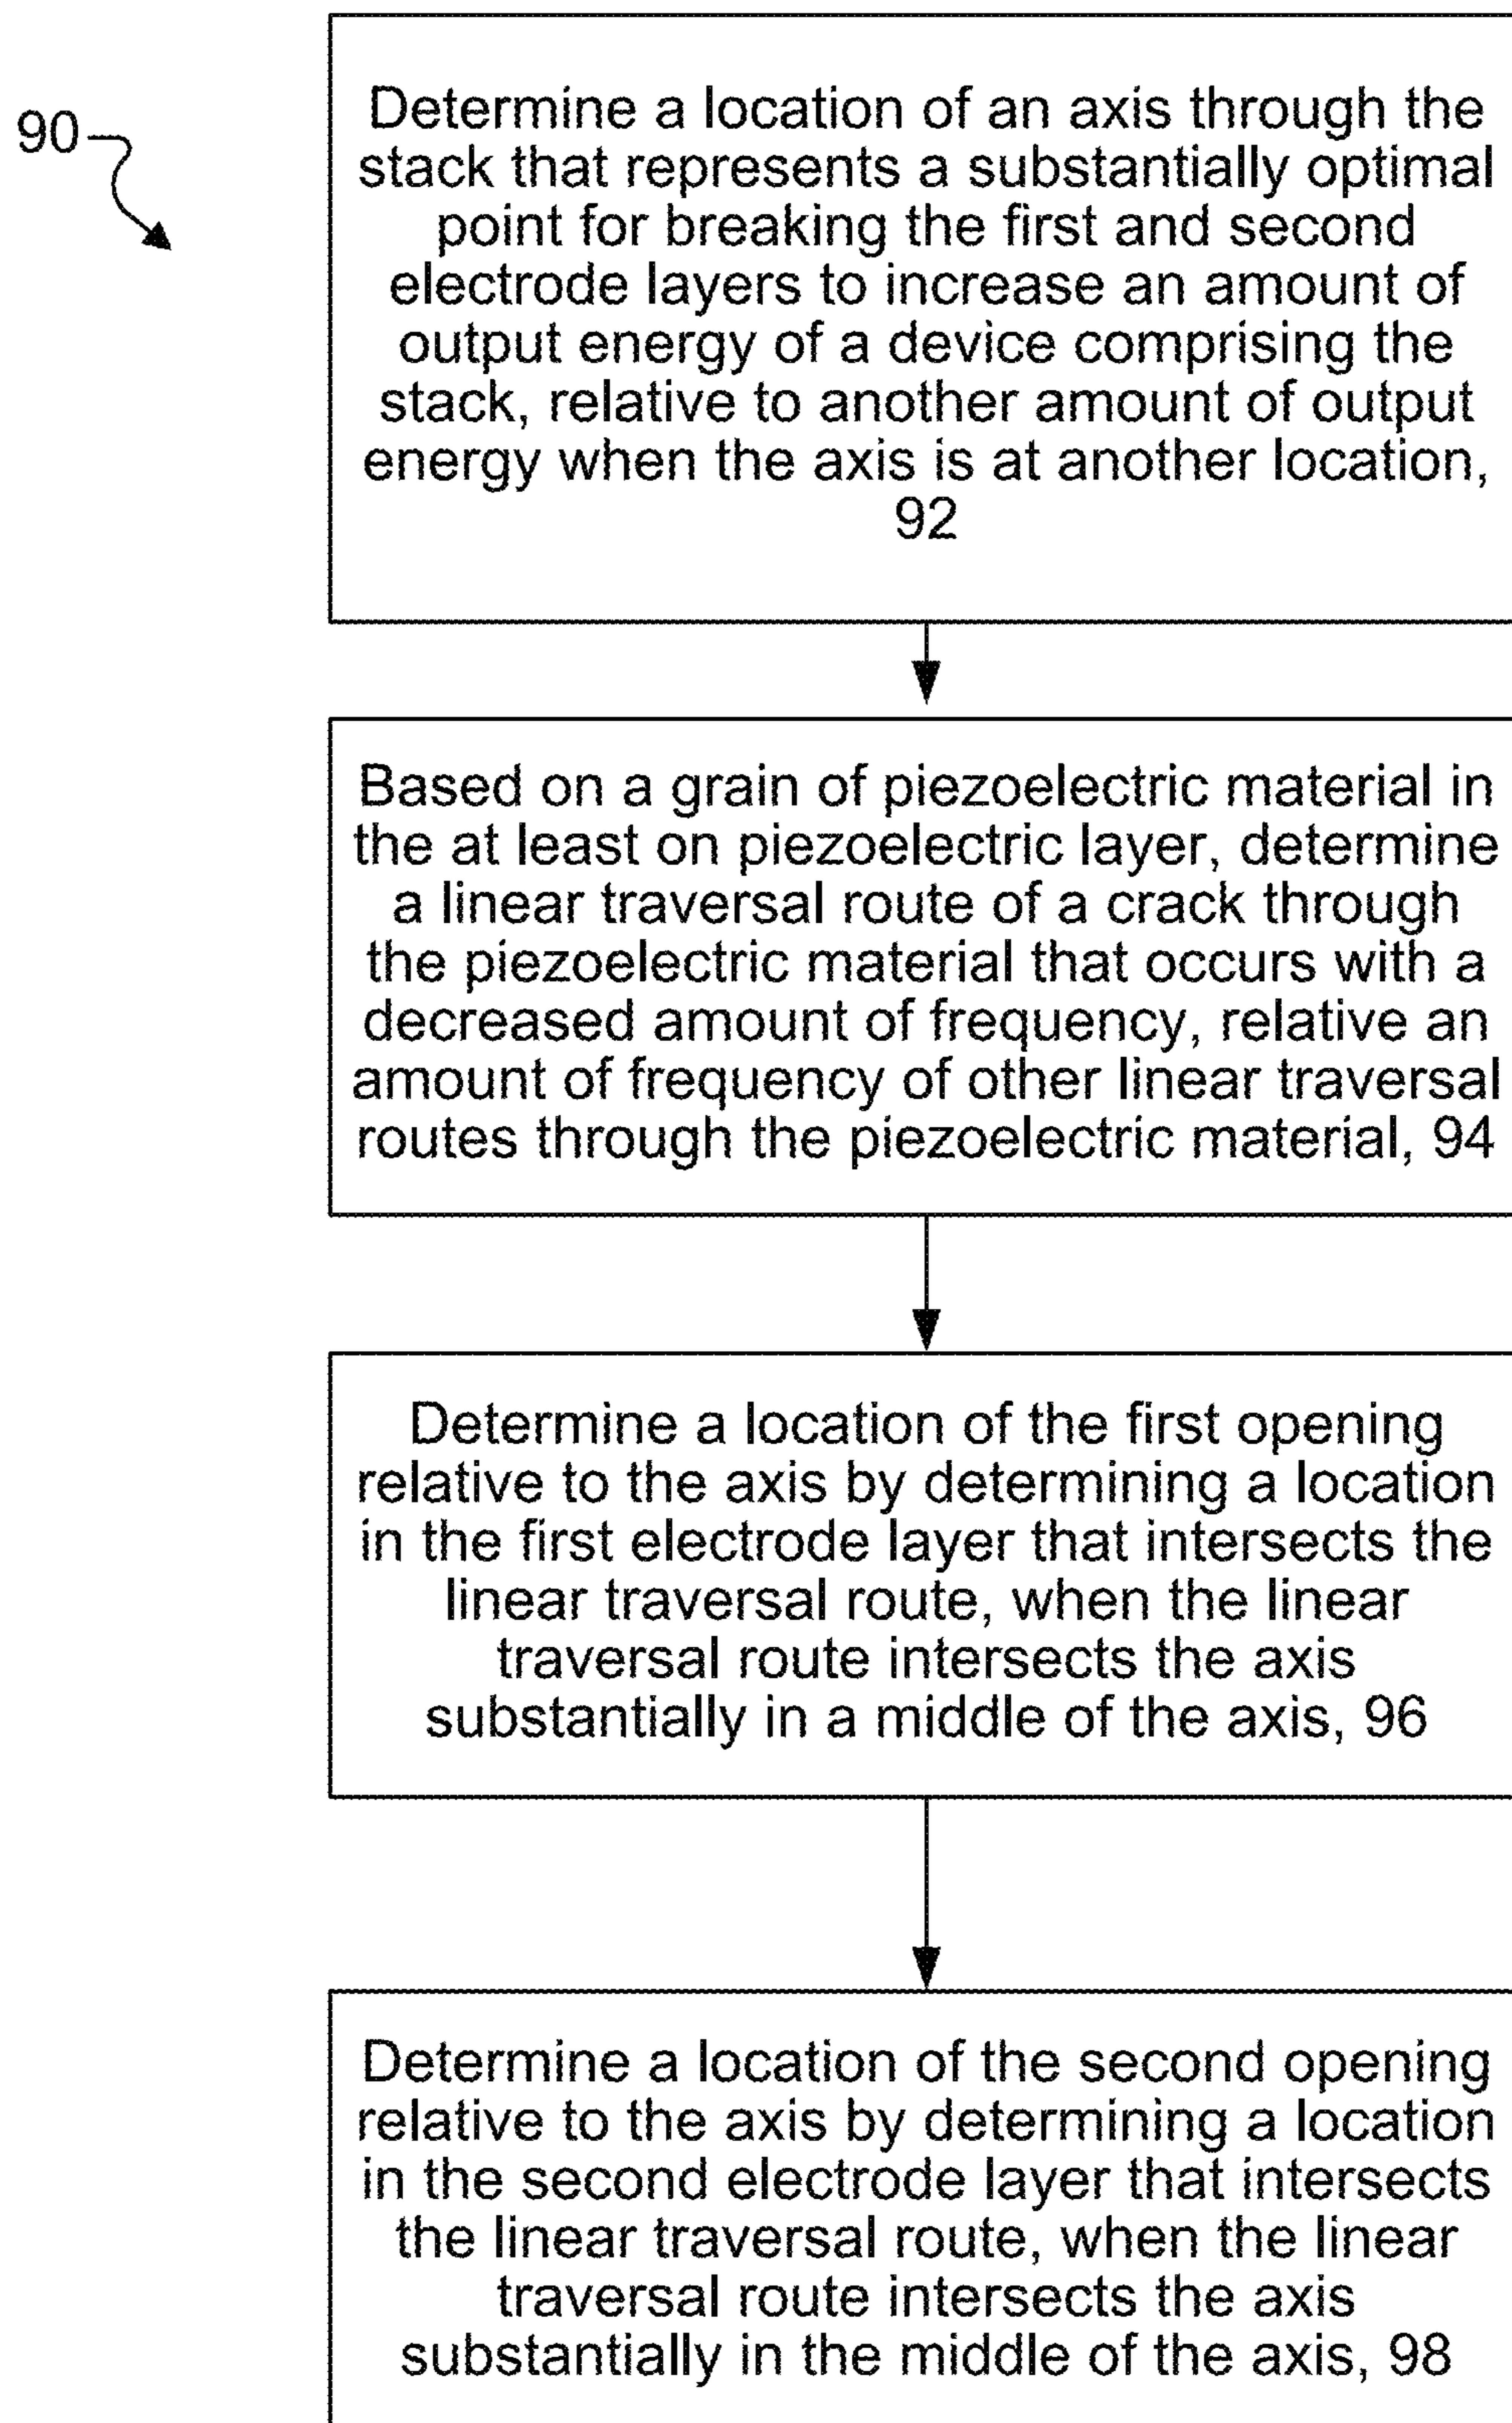 90
Determine a location of an axis through the
stack that represents a substantially optimal
point for breaking the first and second
electrode layers to increase an amount of
output energy of a device comprising the
stack, relative to another amount of output
energy when the axis is at another location,
92
Based on a grain of piezoelectric material in
the at least on piezoelectric layer, determine
a linear traversal route of a crack through
the piezoelectric material that occurs with a
decreased amount of frequency, relative an
amount of frequency of other linear traversal
routes through the piezoelectric material, 94
Determine a location of the first opening
relative to the axis by determining a location
in the first electrode layer that intersects the
linear traversal route, when the linear
traversal route intersects the axis
substantially in a middle of the axis, 96
Determine a location of the second opening
relative to the axis by determining a location
in the second electrode layer that intersects
the linear traversal route, when the linear
traversal route intersects the axis
substantially in the middle of the axis, 98